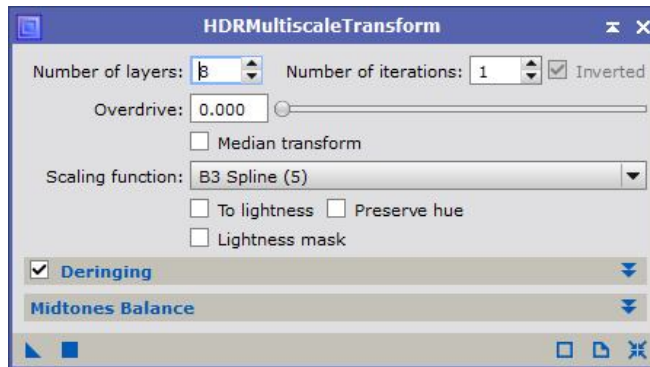 HDRMultiscaleTransform
Number of layers: 8 Number of iterations: 1 Inverted
Overdrive: 0.000
Median transform
Scaling function: B3 Spline (5)
To lightness Preserve hue
Lightness mask
Deringing
Midtones Balance